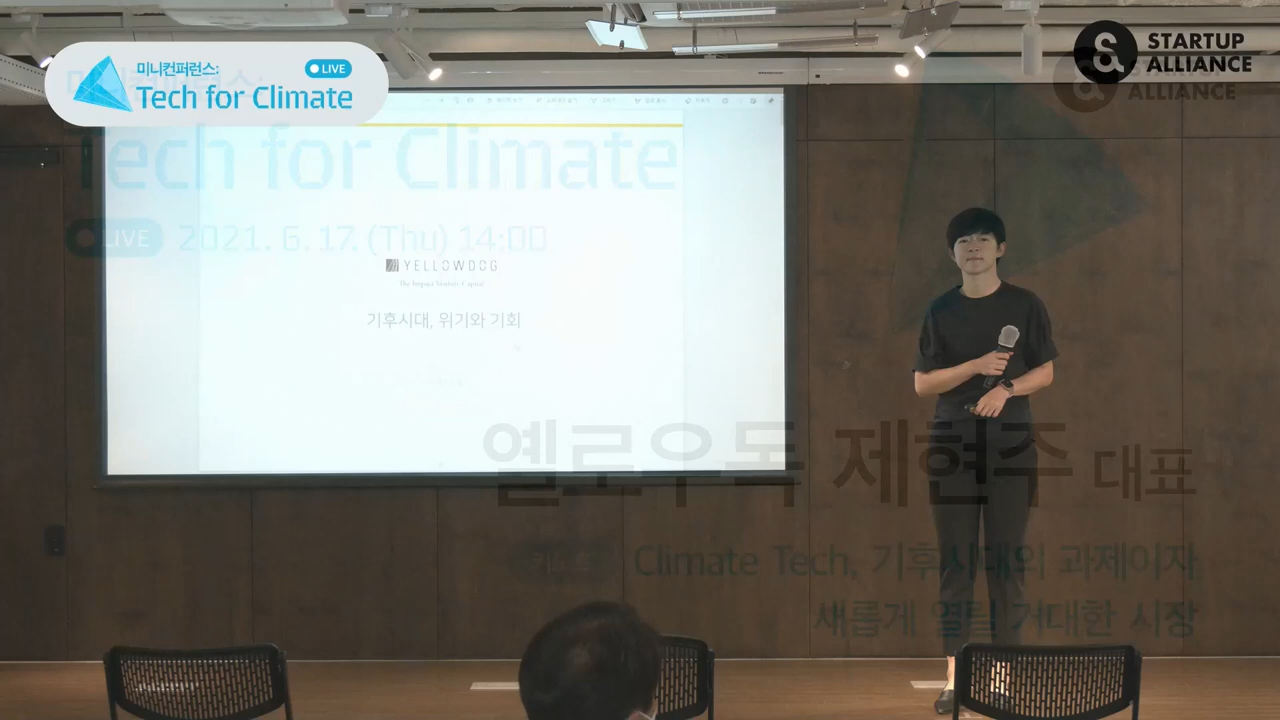 미니컨퍼런스:
LIVE
Tech for Climate
STARTUP
ALLIANCE
ALLIANCE
Tech for Climate
LIVE 2021. 6. 17. (Thu) 14:00
YELLOWDOG
The Impact Venture Capital
기후시대, 위기와 기회
옐로우독 제현주 대표
Climate Tech, 기후시대의 과제이자
새롭게 열릴 거대한 시장